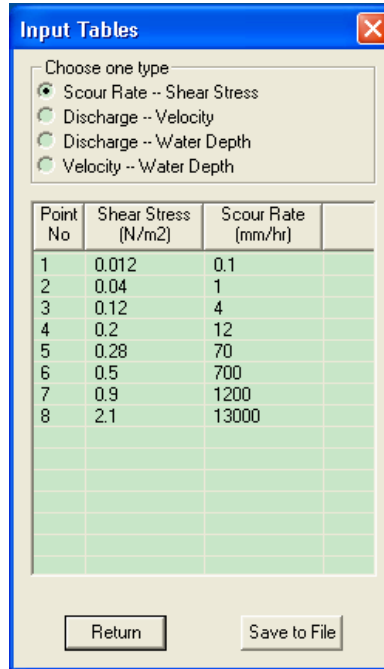 Input Tables
Choose one type
Scour Rate -- Shear Stress
Discharge -- Velocity
Discharge -- Water Depth
Velocity -- Water Depth
Point No Shear Stress (N/m2) Scour Rate (mm/hr)
1 0.012 0.1
2 0.04 1
3 0.12 4
4 0.2 12
5 0.28 70
6 0.5 700
7 0.9 1200
8 2.1 13000
Return Save to File